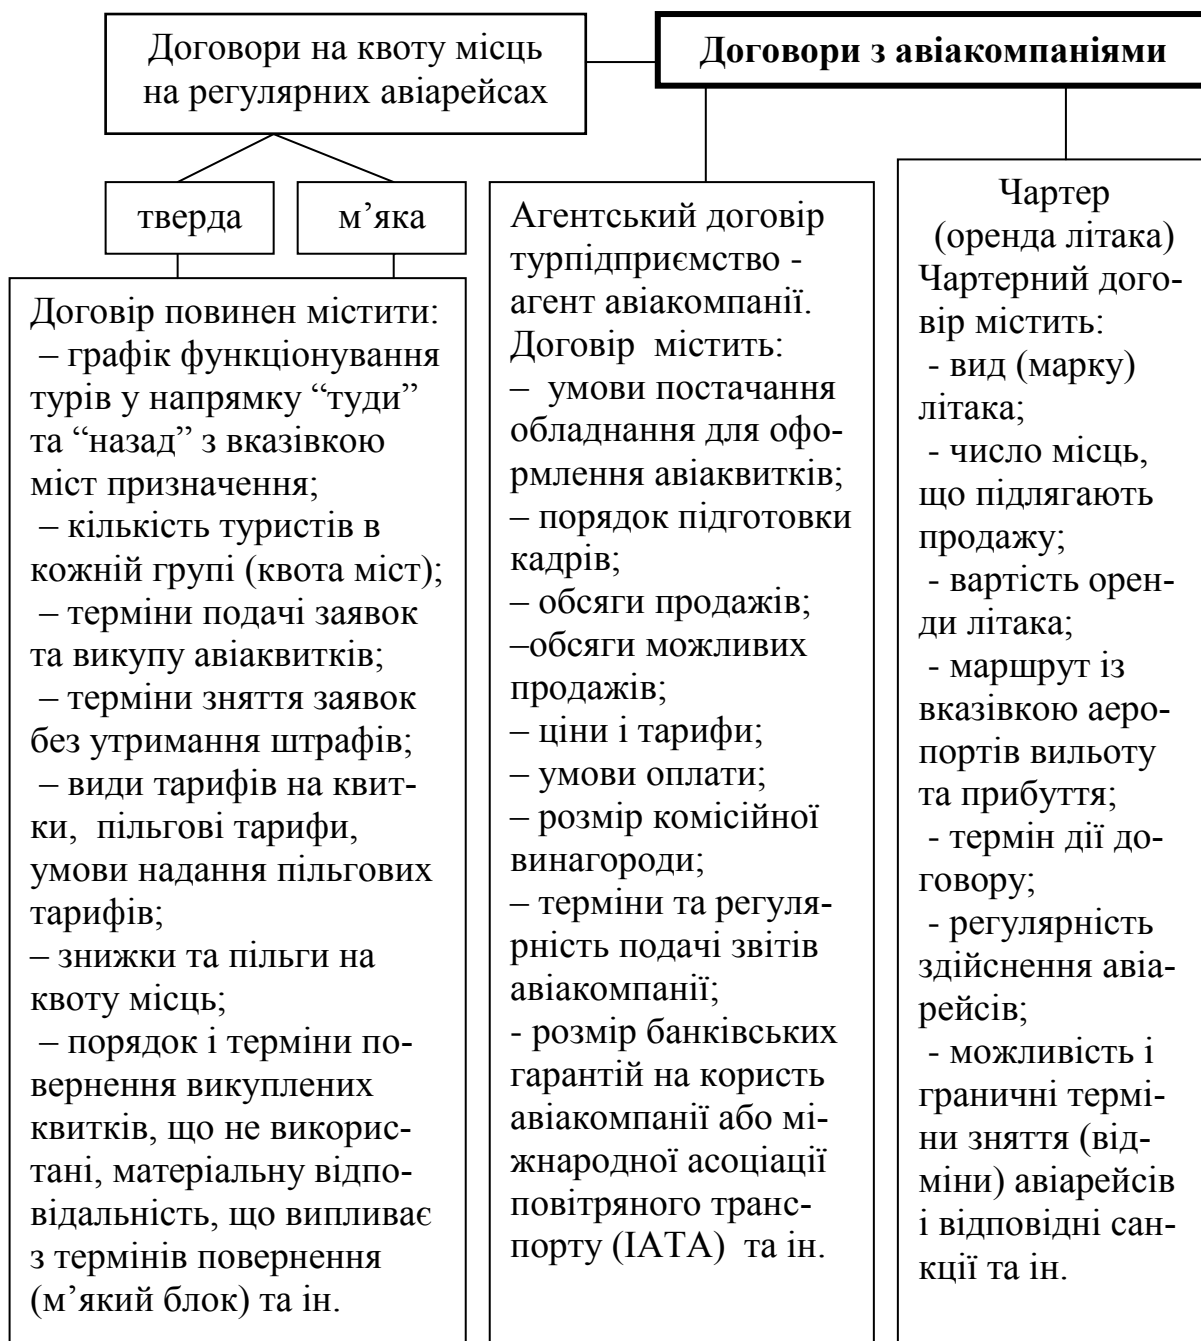 Договори на квоту місць
на регулярних авіарейсах
Договори з авіакомпаніями
тверда
м’яка
Договір повинен містити:
– графік функціонування
турів у напрямку “туди”
та “назад” з вказівкою
міст призначення;
– кількість туристів в
кожній групі (квота міст);
– терміни подачі заявок
та викупу авіаквитків;
– терміни зняття заявок
без утримання штрафів;
– види тарифів на квит-
ки, пільгові тарифи,
умови надання пільгових
тарифів;
– знижки та пільги на
квоту місць;
– порядок і терміни по-
вернення викуплених
квитків, що не викорис-
тані, матеріальну відпо-
відальність, що випливає
з термінів повернення
(м’який блок) та ін.
Агентський договір
турпідприємство -
агент авіакомпанії.
Договір містить:
– умови постачання
обладнання для офо-
рмлення авіаквитків;
– порядок підготовки
кадрів;
– обсяги продажів;
–обсяги можливих
продажів;
– ціни і тарифи;
– умови оплати;
– розмір комісійної
винагороди;
– терміни та регуля-
рність подачі звітів
авіакомпанії;
- розмір банківських
гарантій на користь
авіакомпанії або мі-
жнародної асоціації
повітряного транс-
порту (ІАТА) та ін.
Чартер
(оренда літака)
Чартерний дого-
вір містить:
- вид (марку)
літака;
- число місць,
що підлягають
продажу;
- вартість орен-
ди літака;
- маршрут із
вказівкою аеро-
портів вильоту
та прибуття;
- термін дії до-
говору;
- регулярність
здійснення авіа-
рейсів;
- можливість і
граничні термі-
ни зняття (від-
міни) авіарейсів
і відповідні сан-
кції та ін.